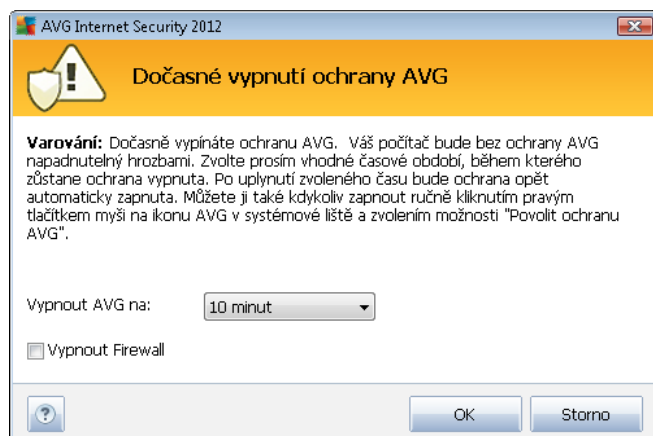 AVG Internet Security 2012
Dočasné vypnutí ochrany AVG
Varování: Dočasně vypínáte ochranu AVG. Váš počítač bude bez ochrany AVG
napadnutelný hrozbami. Zvolte prosím vhodné časové období, během kterého
zůstane ochrana vypnuta. Po uplynutí zvoleného času bude ochrana opět
automaticky zapnuta. Můžete ji také kdykoliv zapnout ručně kliknutím pravým
tlačítkem myši na ikonu AVG v systémové liště a zvolením možnosti "Povolit ochranu
AVG".
Vypnout AVG na: 10 minut
Vypnout Firewall
? OK Storno